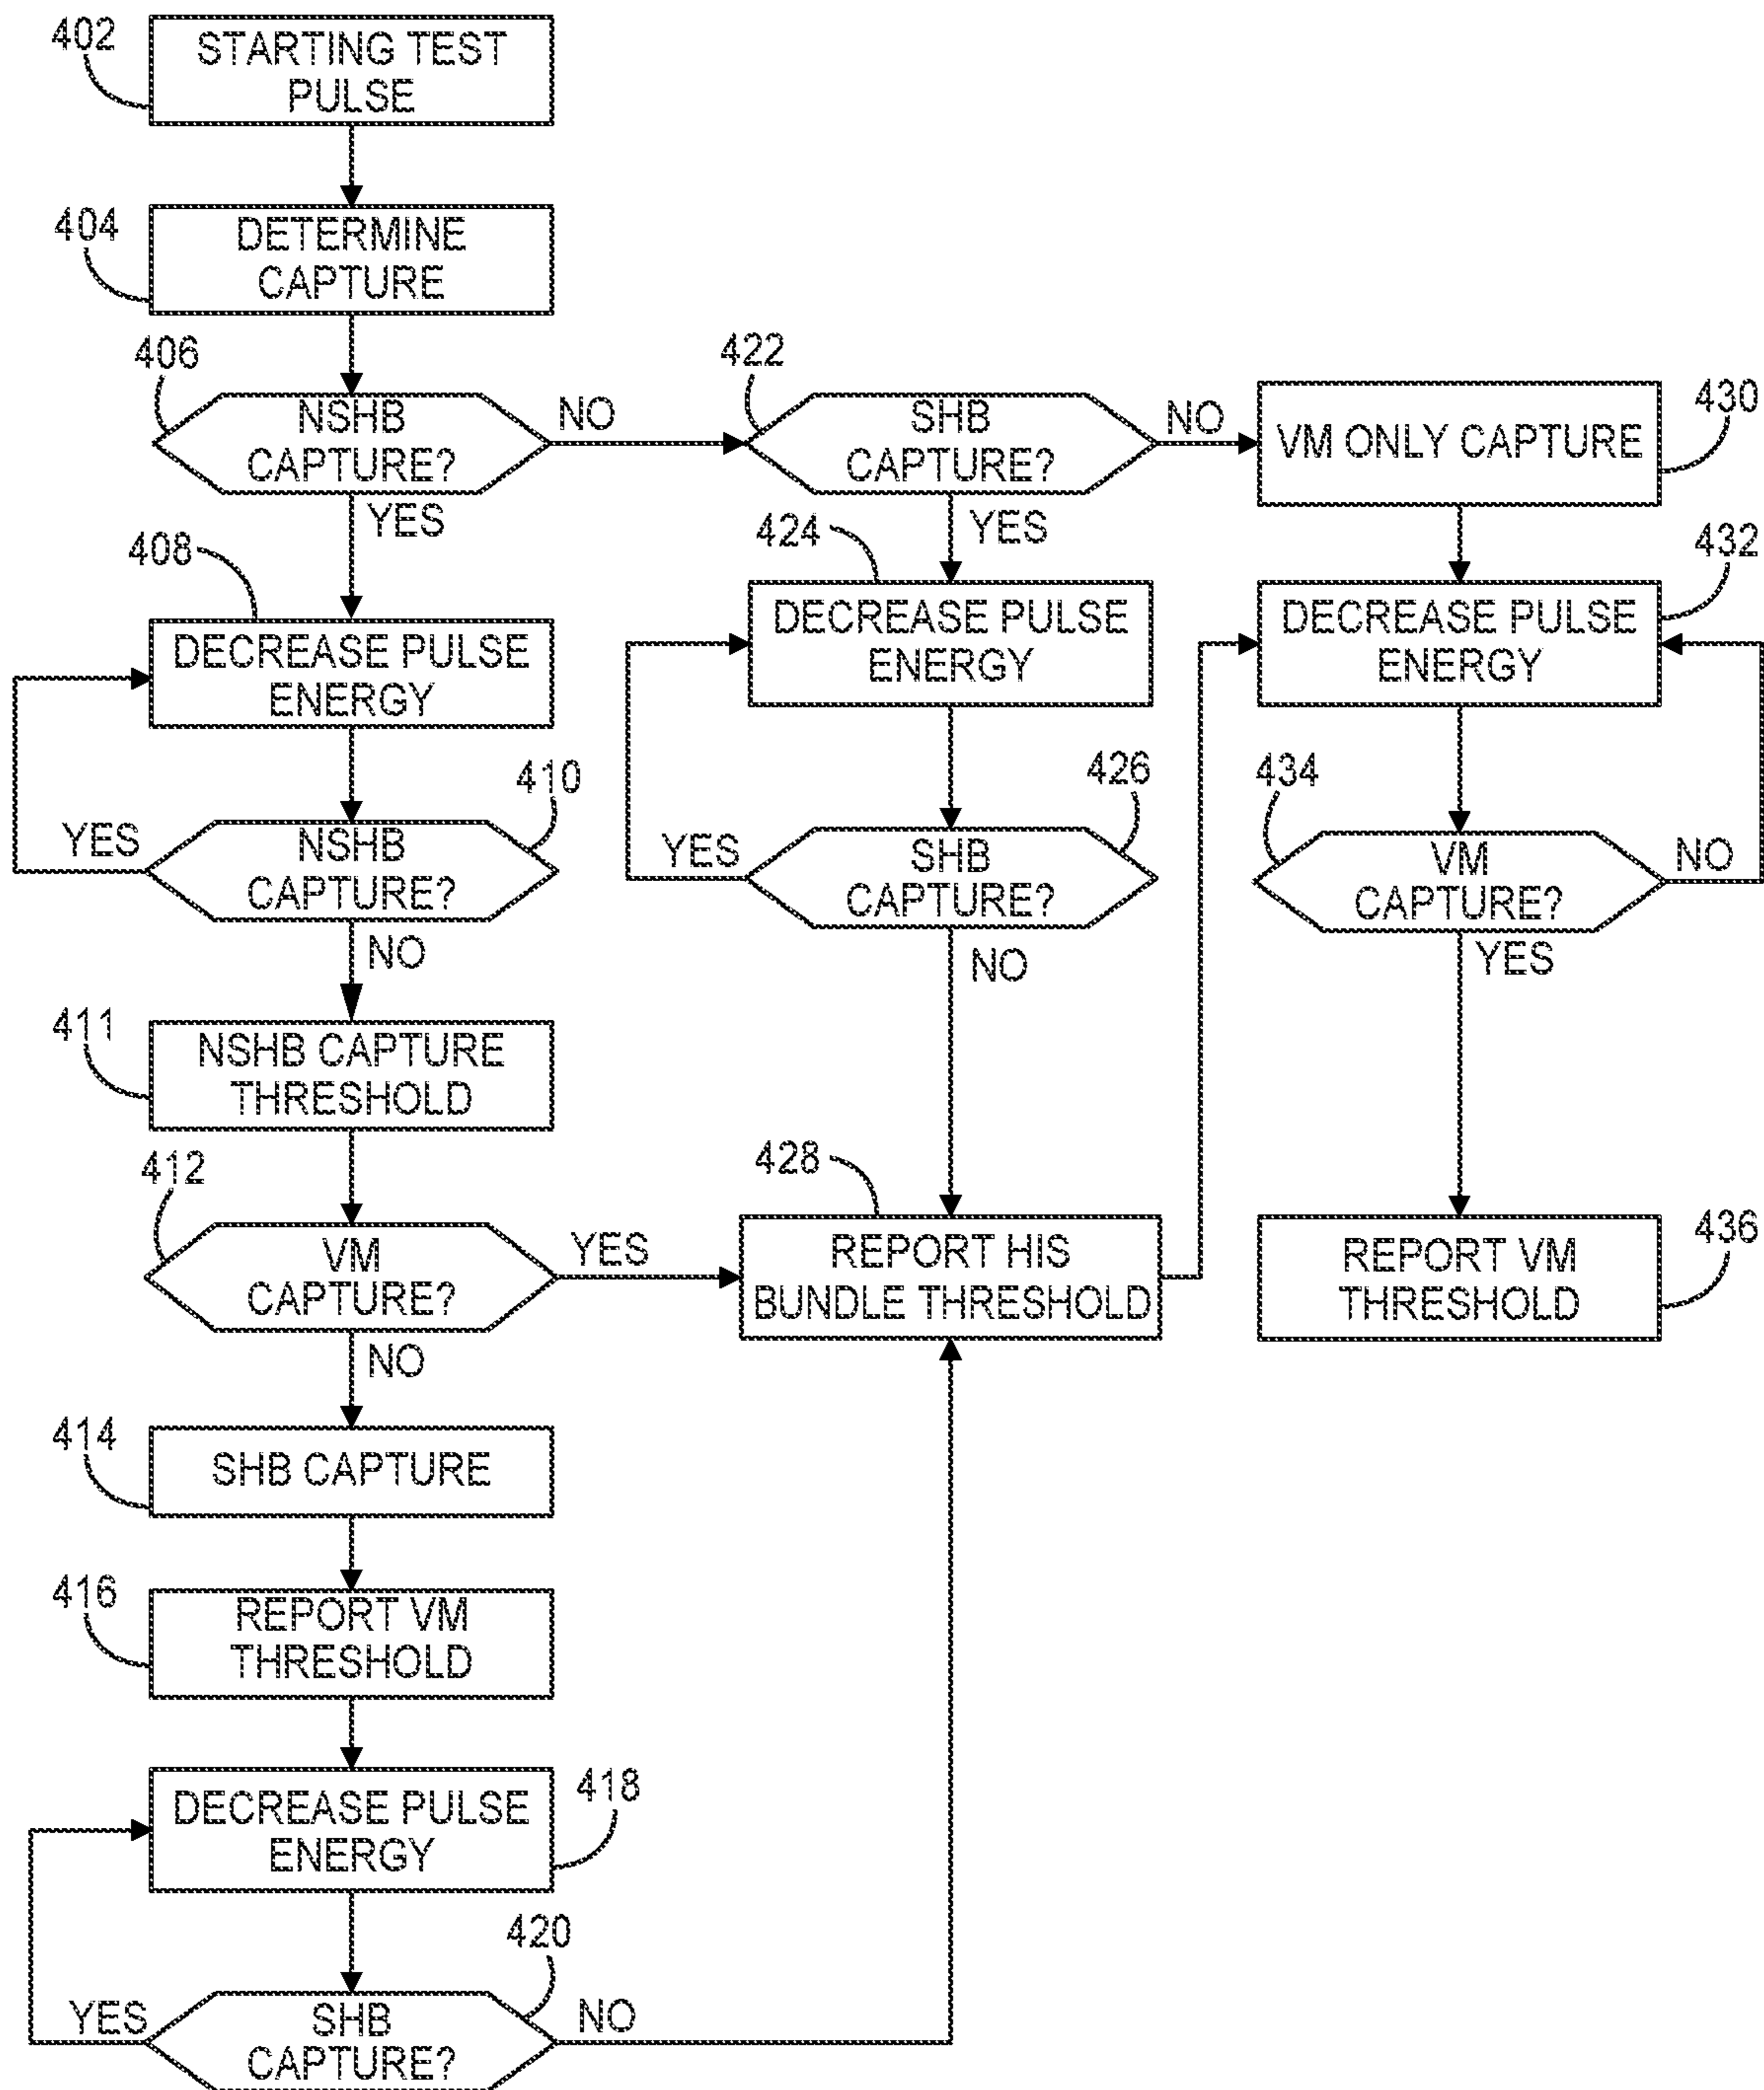 402
STARTING TEST
PULSE
404
DETERMINE
CAPTURE
406
NSHB
CAPTURE?
NO
YES
422
SHB
CAPTURE?
NO
YES
430
VM ONLY CAPTURE
408
DECREASE PULSE
ENERGY
424
DECREASE PULSE
ENERGY
432
DECREASE PULSE
ENERGY
410
NSHB
CAPTURE?
YES
NO
426
SHB
CAPTURE?
YES
NO
434
VM
CAPTURE?
NO
YES
411
NSHB CAPTURE
THRESHOLD
412
VM
CAPTURE?
YES
NO
428
REPORT HIS
BUNDLE THRESHOLD
436
REPORT VM
THRESHOLD
414
SHB CAPTURE
416
REPORT VM
THRESHOLD
418
DECREASE PULSE
ENERGY
420
SHB
CAPTURE?
YES
NO